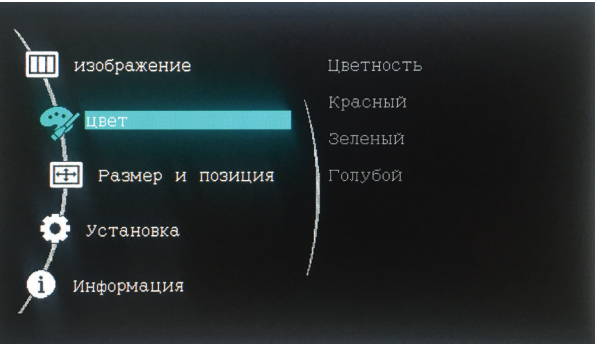 изображение
цвет
Размер и позиция
Установка
Информация
Цветность
Красный
Зеленый
Голубой